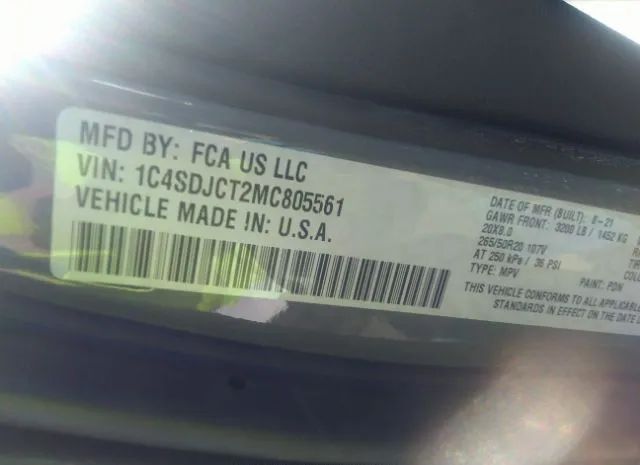 MFD BY: FCA US LLC
VIN: 1C4SDJCT2MC805561
VEHICLE MADE IN: U.S.A.
DATE OF MFR (BUILT): 8-21
GAWR FRONT: 3200 LB / 1452 KG
20X8.0
265/50R20 107V
AT 250 kPa / 36 PSI
TYPE: MPV PAINT: PDN
THIS VEHICLE CONFORMS TO ALL APPLICABLE
STANDARDS IN EFFECT ON THE DATE